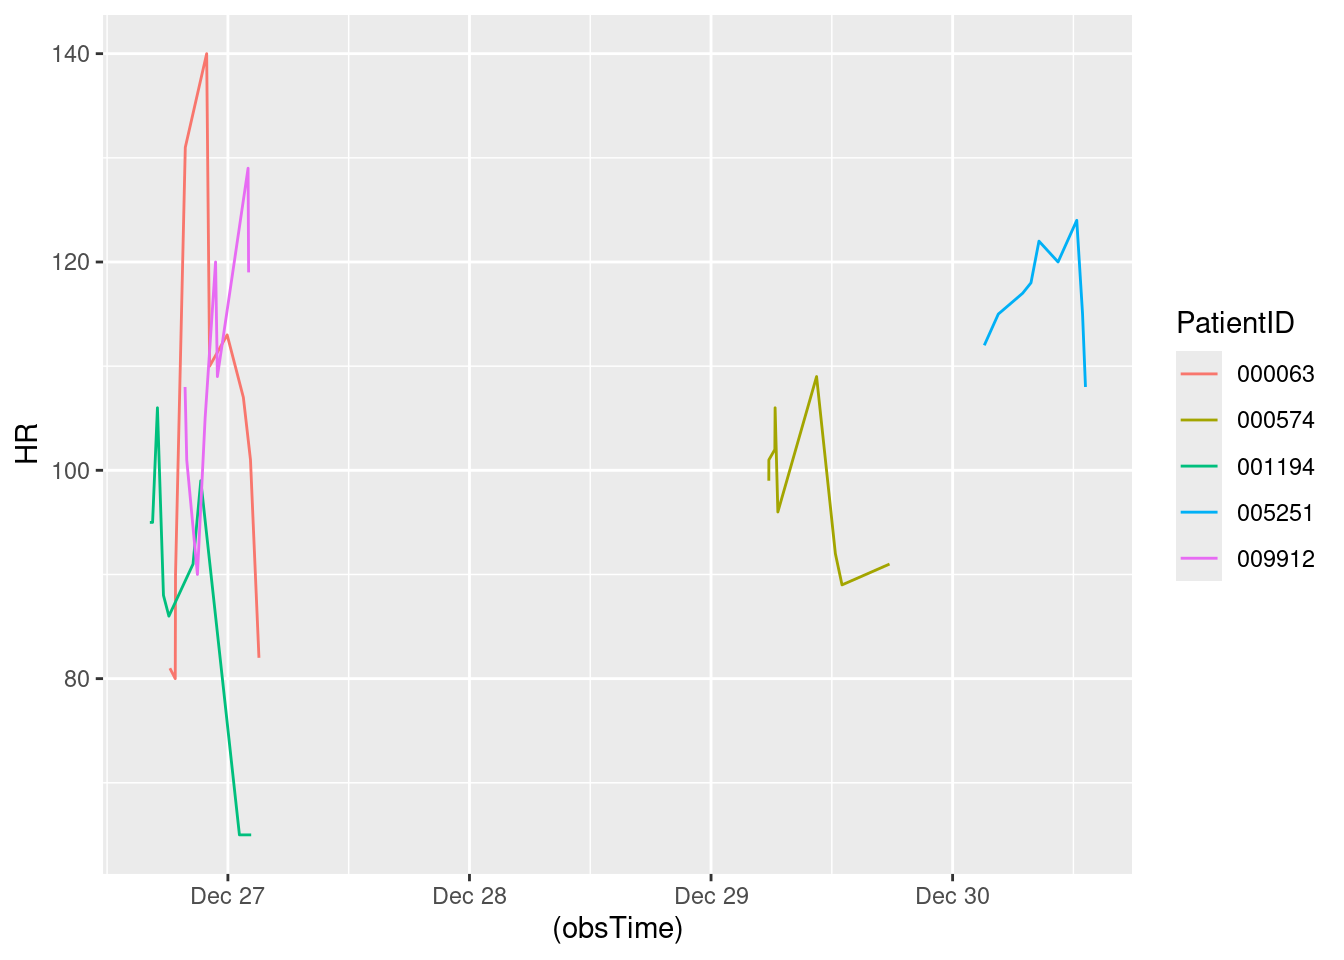 140
120
100
80
HR
Dec 27
Dec 28
Dec 29
Dec 30
(obsTime)
PatientID
000063
000574
001194
005251
009912